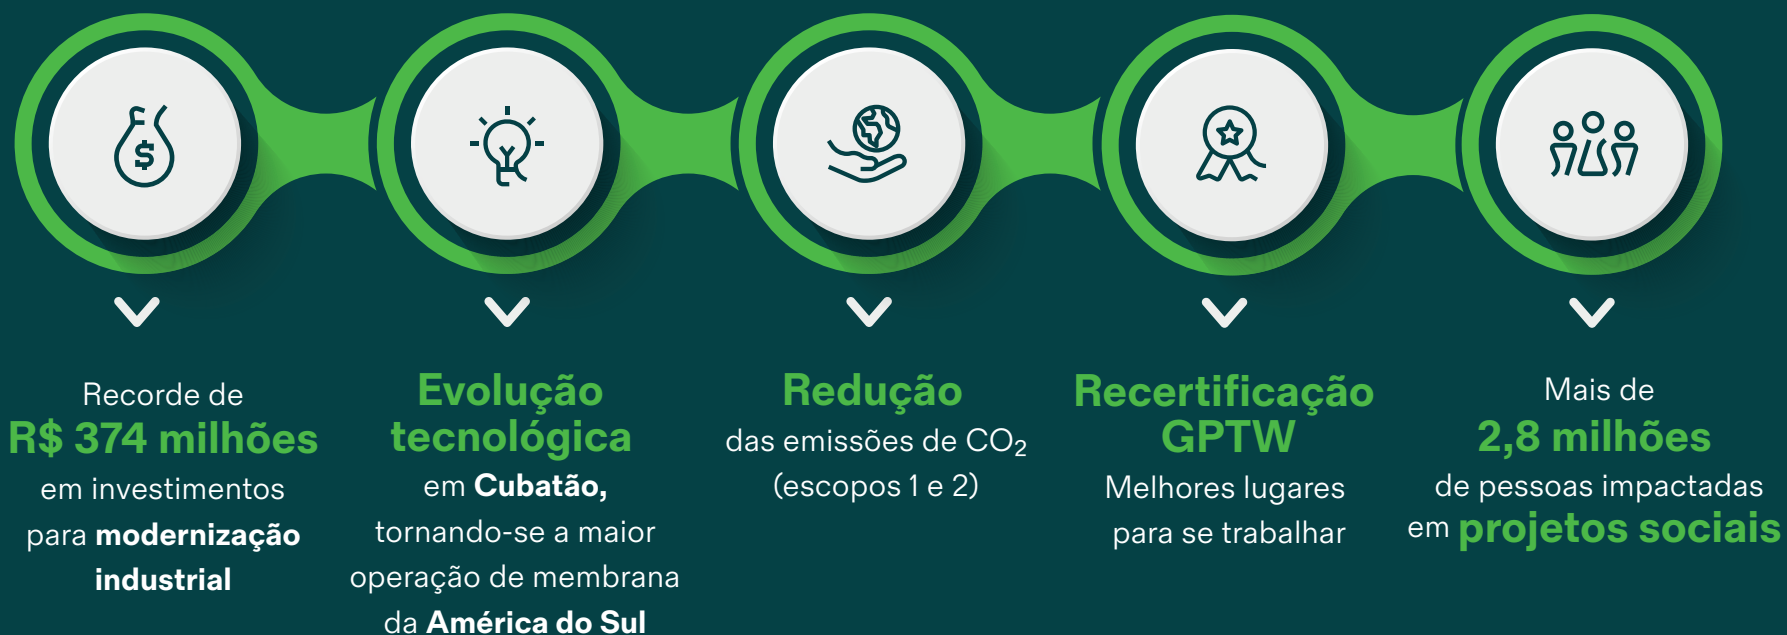 Recorde de
R$ 374 milhões
em investimentos
para modernização
industrial
Evolução
tecnológica
em Cubatão,
tornando-se a maior
operação de membrana
da América do Sul
Redução
das emissões de CO₂
(escopos 1 e 2)
Recertificação
GPTW
Melhores lugares
para se trabalhar
Mais de
2,8 milhões
de pessoas impactadas
em projetos sociais